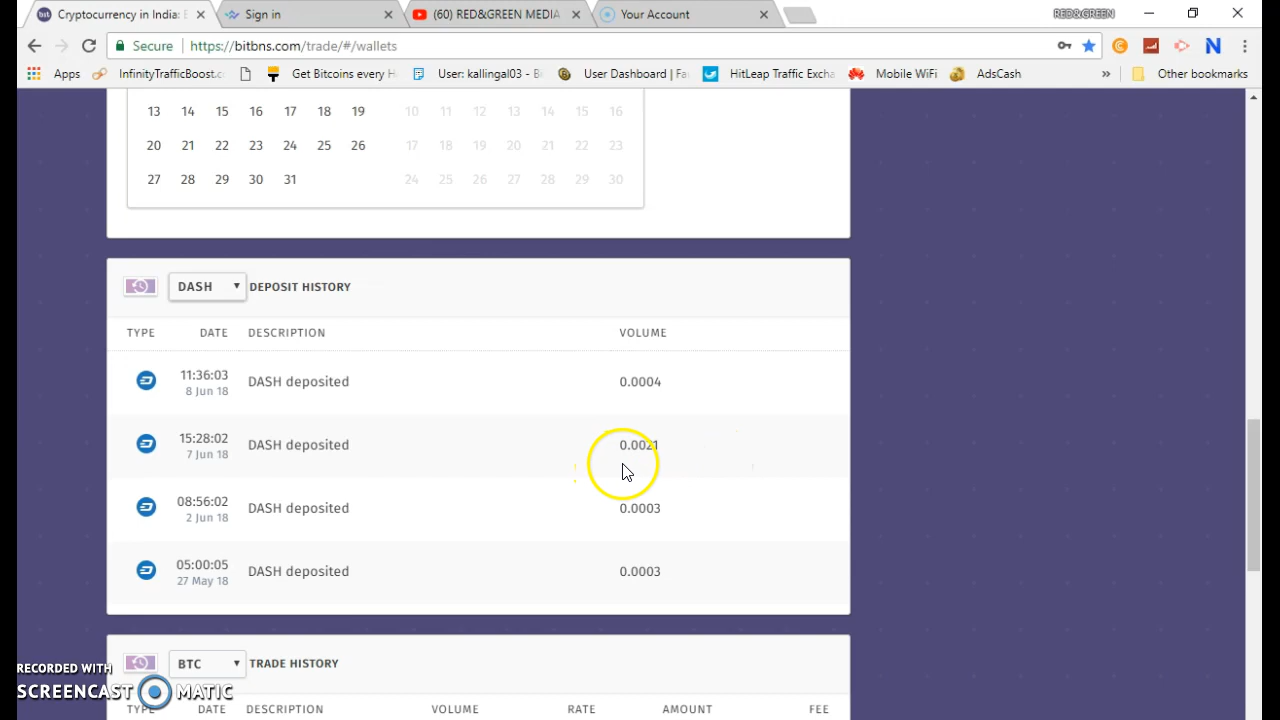 bit Cryptocurrency in India: Sign in (60) RED&GREEN MEDIA Your Account RED&GREEN
Secure https://bitbns.com/trade/#/wallets
Apps InfinityTrafficBoost.c Get Bitcoins every H User: kallingal03 - B User Dashboard | Fa BitLeap Traffic Excha Mobile WiFi AdsCash » Other bookmarks
13 14 15 16 17 18 19 10 11 12 13 14 15 16
20 21 22 23 24 25 26 17 18 19 20 21 22 23
27 28 29 30 31 24 25 26 27 28 29 30
DASH DEPOSIT HISTORY
TYPE DATE DESCRIPTION VOLUME
11:36:03
8 Jun 18
DASH deposited 0.0004
15:28:02
7 Jun 18
DASH deposited 0.0021
08:56:02
2 Jun 18
DASH deposited 0.0003
05:00:05
27 May 18
DASH deposited 0.0003
BTC TRADE HISTORY
TYPE DATE DESCRIPTION VOLUME RATE AMOUNT FEE
RECORDED WITH
SCREENCAST MATIC